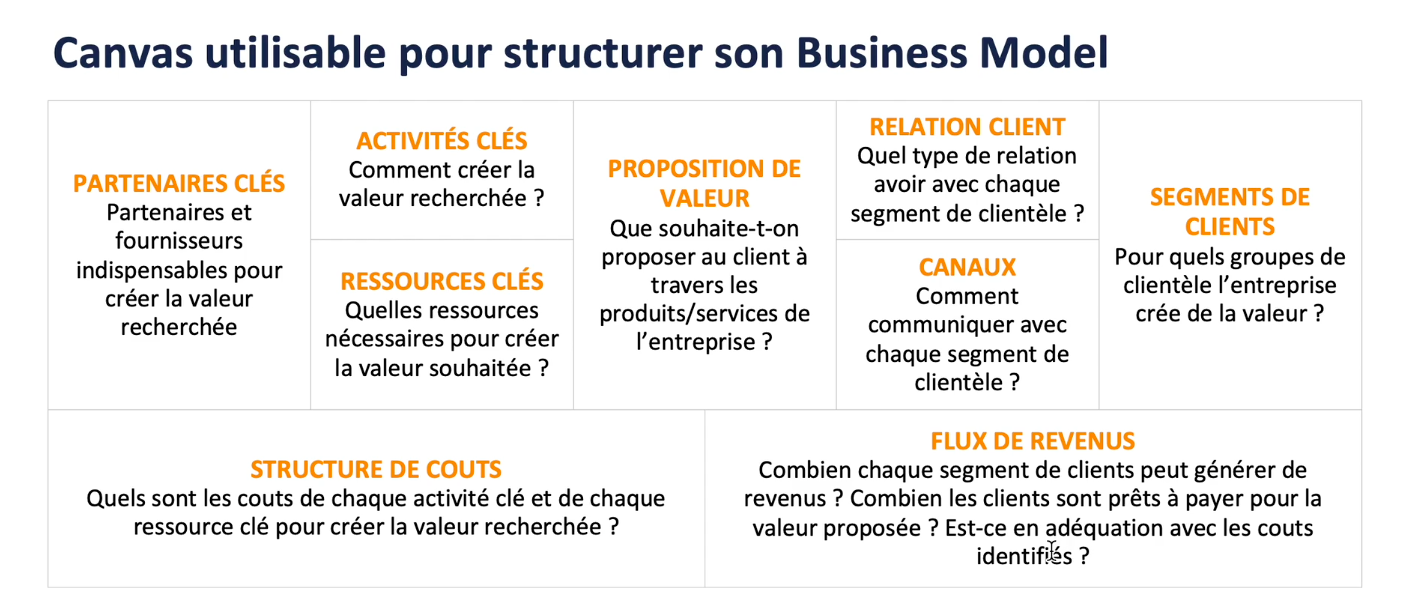 Canvas utilisable pour structurer son Business Model
PARTENAIRES CLÉS
Partenaires et
fournisseurs
indispensables pour
créer la valeur
recherchée
ACTIVITÉS CLÉS
Comment créer la
valeur recherchée ?
RESSOURCES CLÉS
Quelles ressources
nécessaires pour créer
la valeur souhaitée ?
PROPOSITION DE
VALEUR
Que souhaite-t-on
proposer au client à
travers les
produits/services de
l’entreprise ?
RELATION CLIENT
Quel type de relation
avoir avec chaque
segment de clientèle ?
CANAUX
Comment
communiquer avec
chaque segment de
clientèle ?
SEGMENTS DE
CLIENTS
Pour quels groupes de
clientèle l’entreprise
crée de la valeur ?
STRUCTURE DE COUTS
Quels sont les couts de chaque activité clé et de chaque
ressource clé pour créer la valeur recherchée ?
FLUX DE REVENUS
Combien chaque segment de clients peut générer de
revenus ? Combien les clients sont prêts à payer pour la
valeur proposée ? Est-ce en adéquation avec les couts
identifiés ?